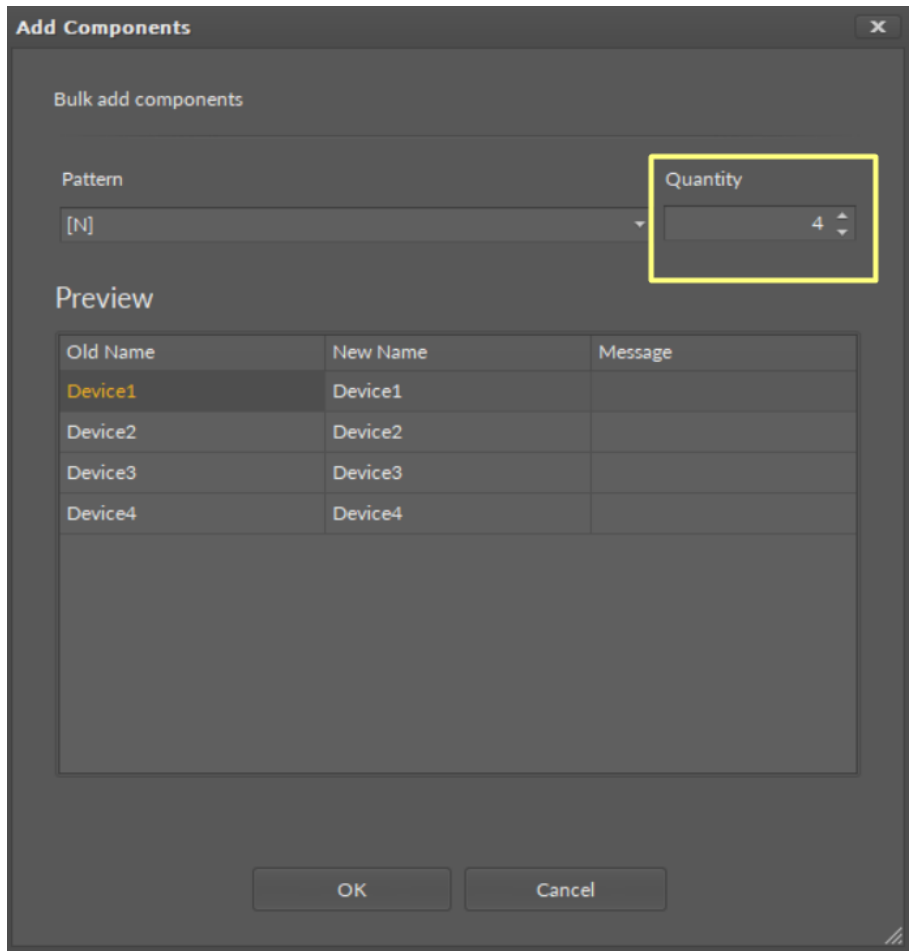 Add Components
Bulk add components
Pattern Quantity
[N] 4
Preview
Old Name New Name Message
Device1 Device1
Device2 Device2
Device3 Device3
Device4 Device4
OK Cancel